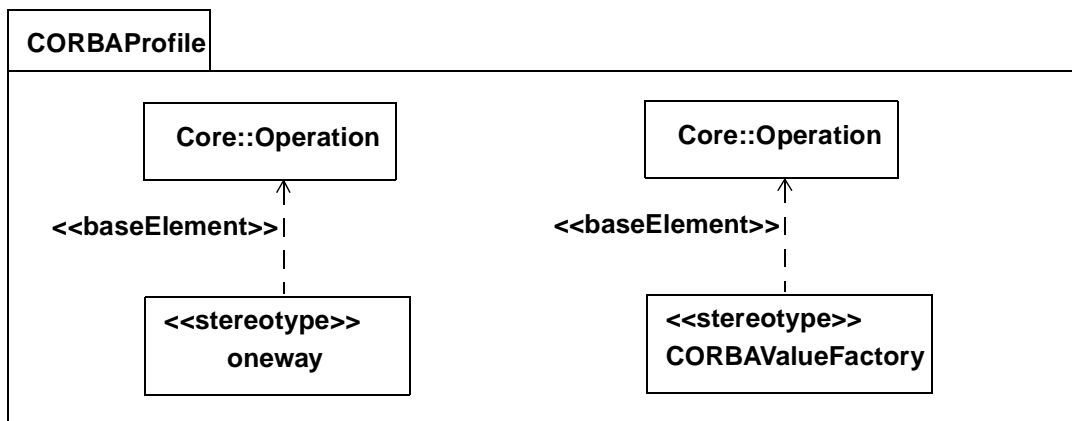 CORBAProfile
Core::Operation
Core::Operation
<<baseElement>>
<<baseElement>>
<<stereotype>>
oneway
<<stereotype>>
CORBAValueFactory